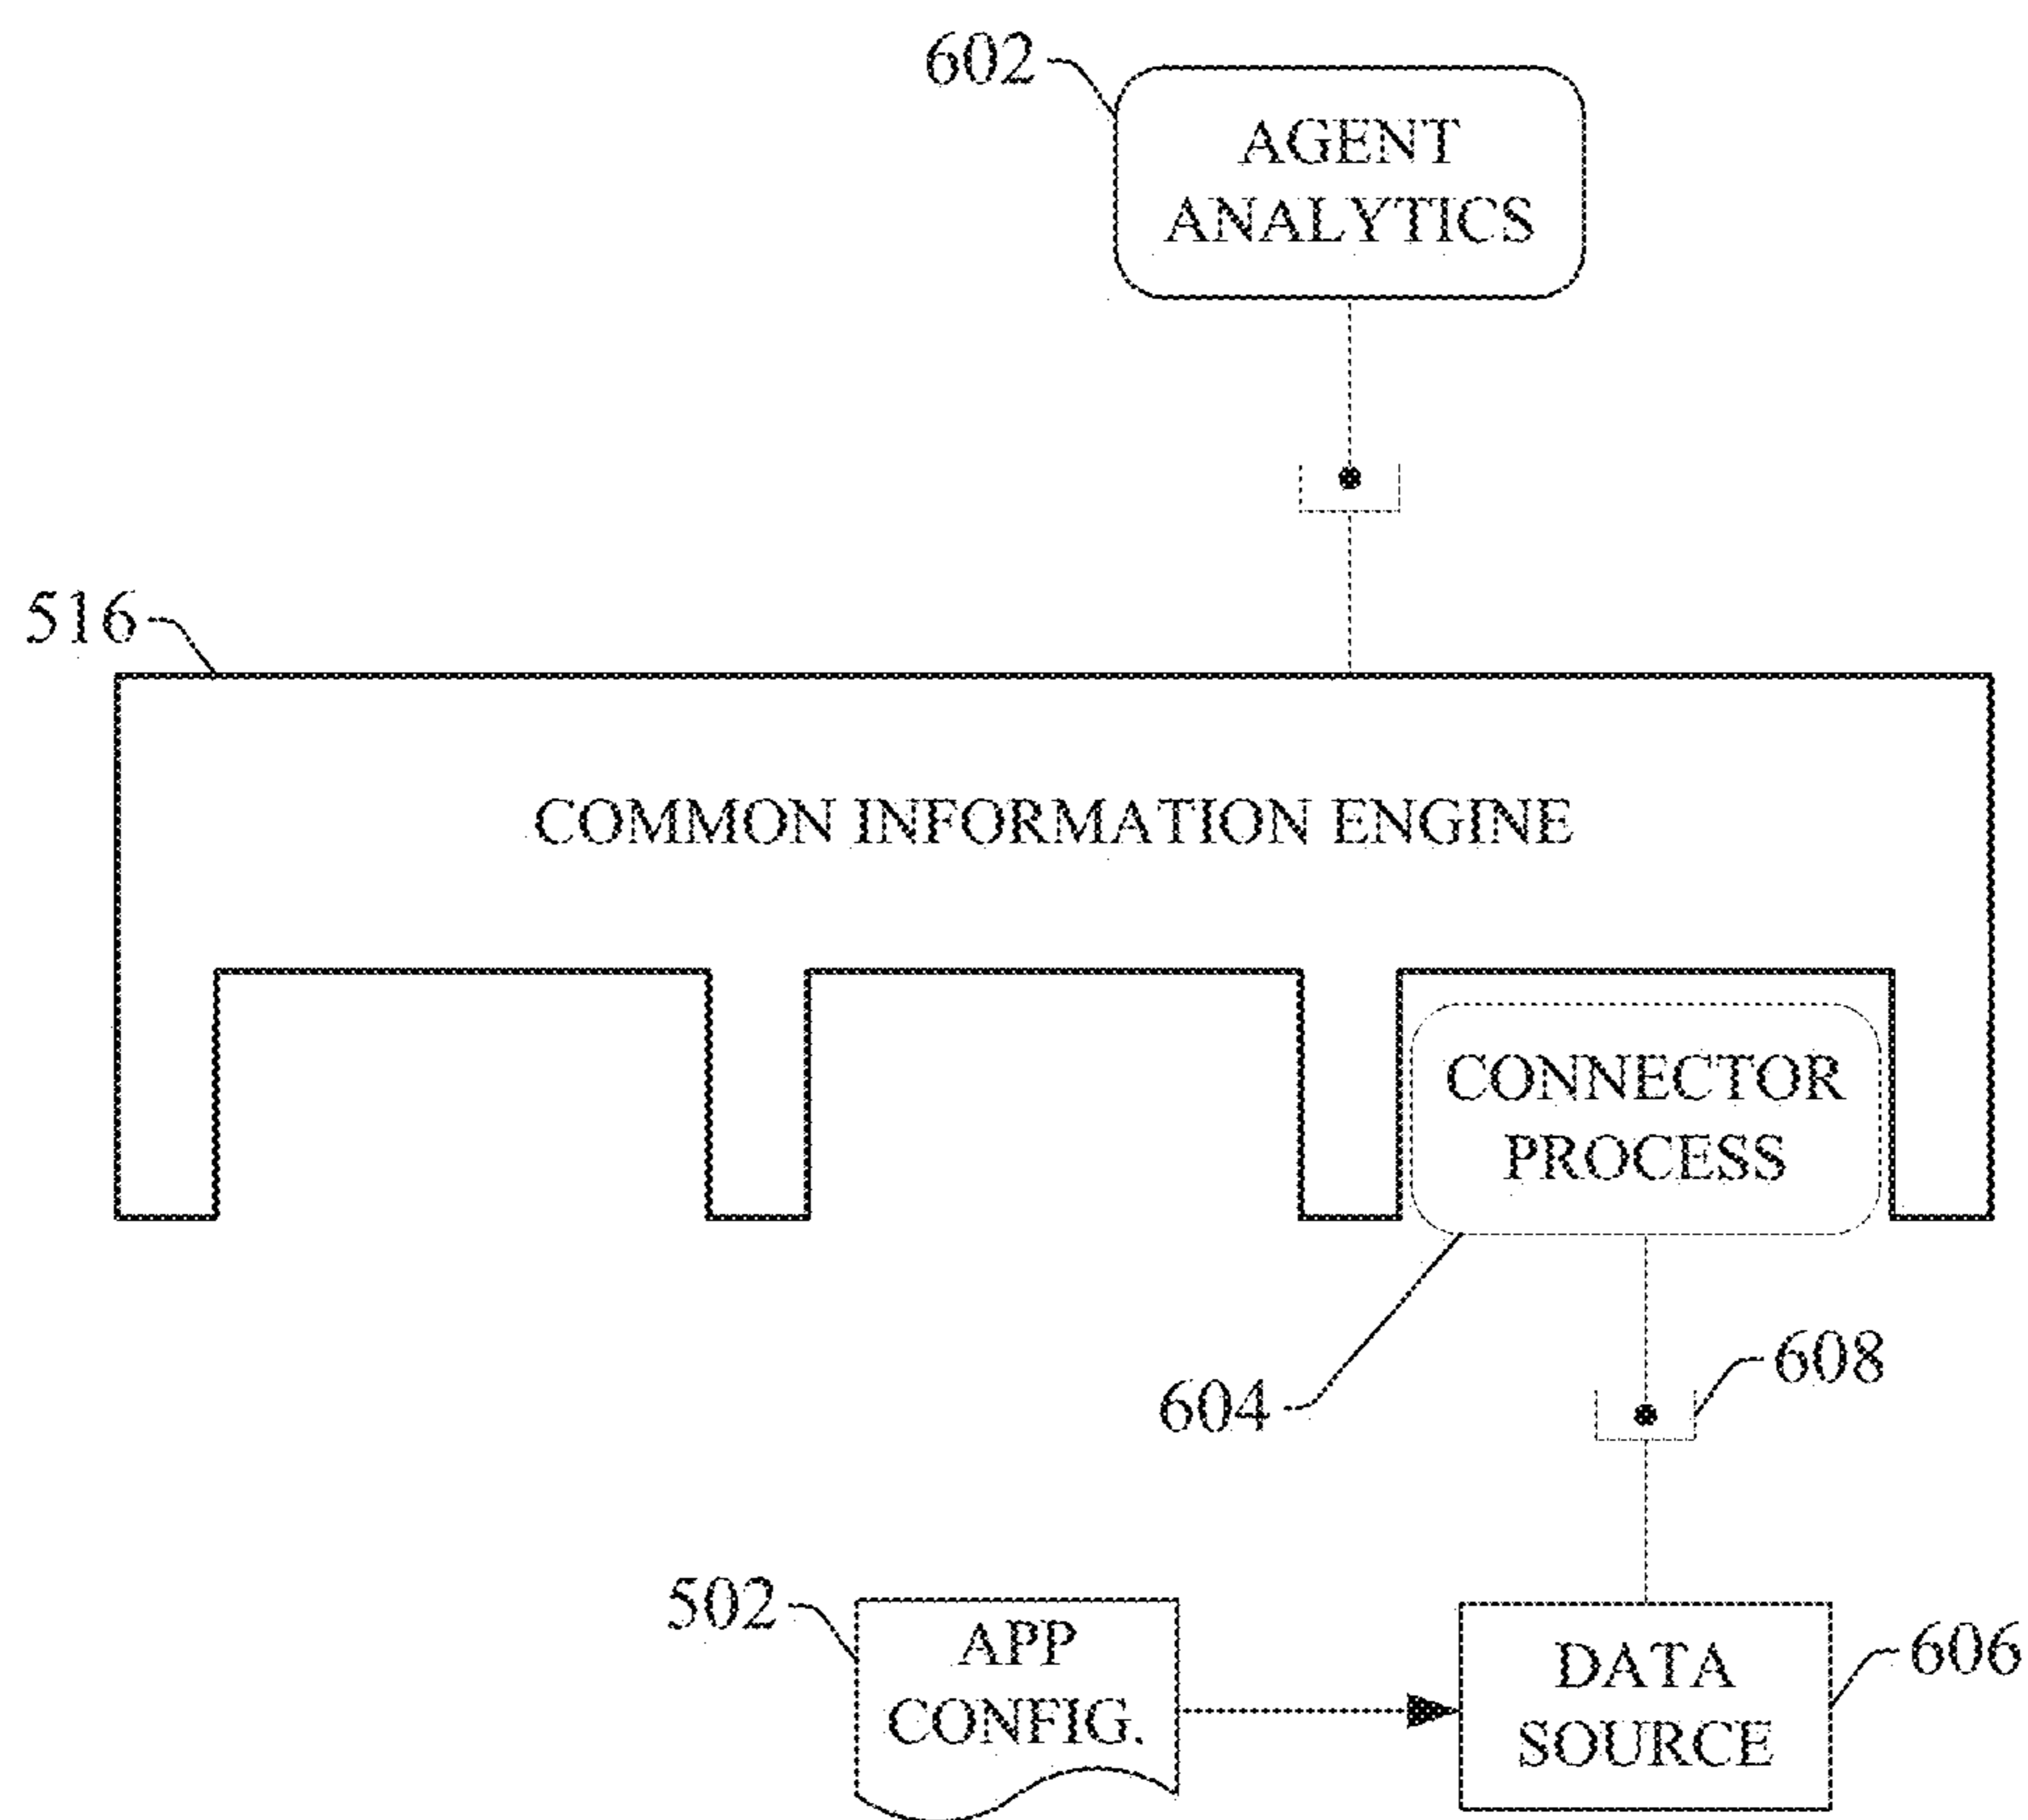 602
AGENT
ANALYTICS
516
COMMON INFORMATION ENGINE
CONNECTOR
PROCESS
604
608
502
APP
CONFIG.
DATA
SOURCE
606